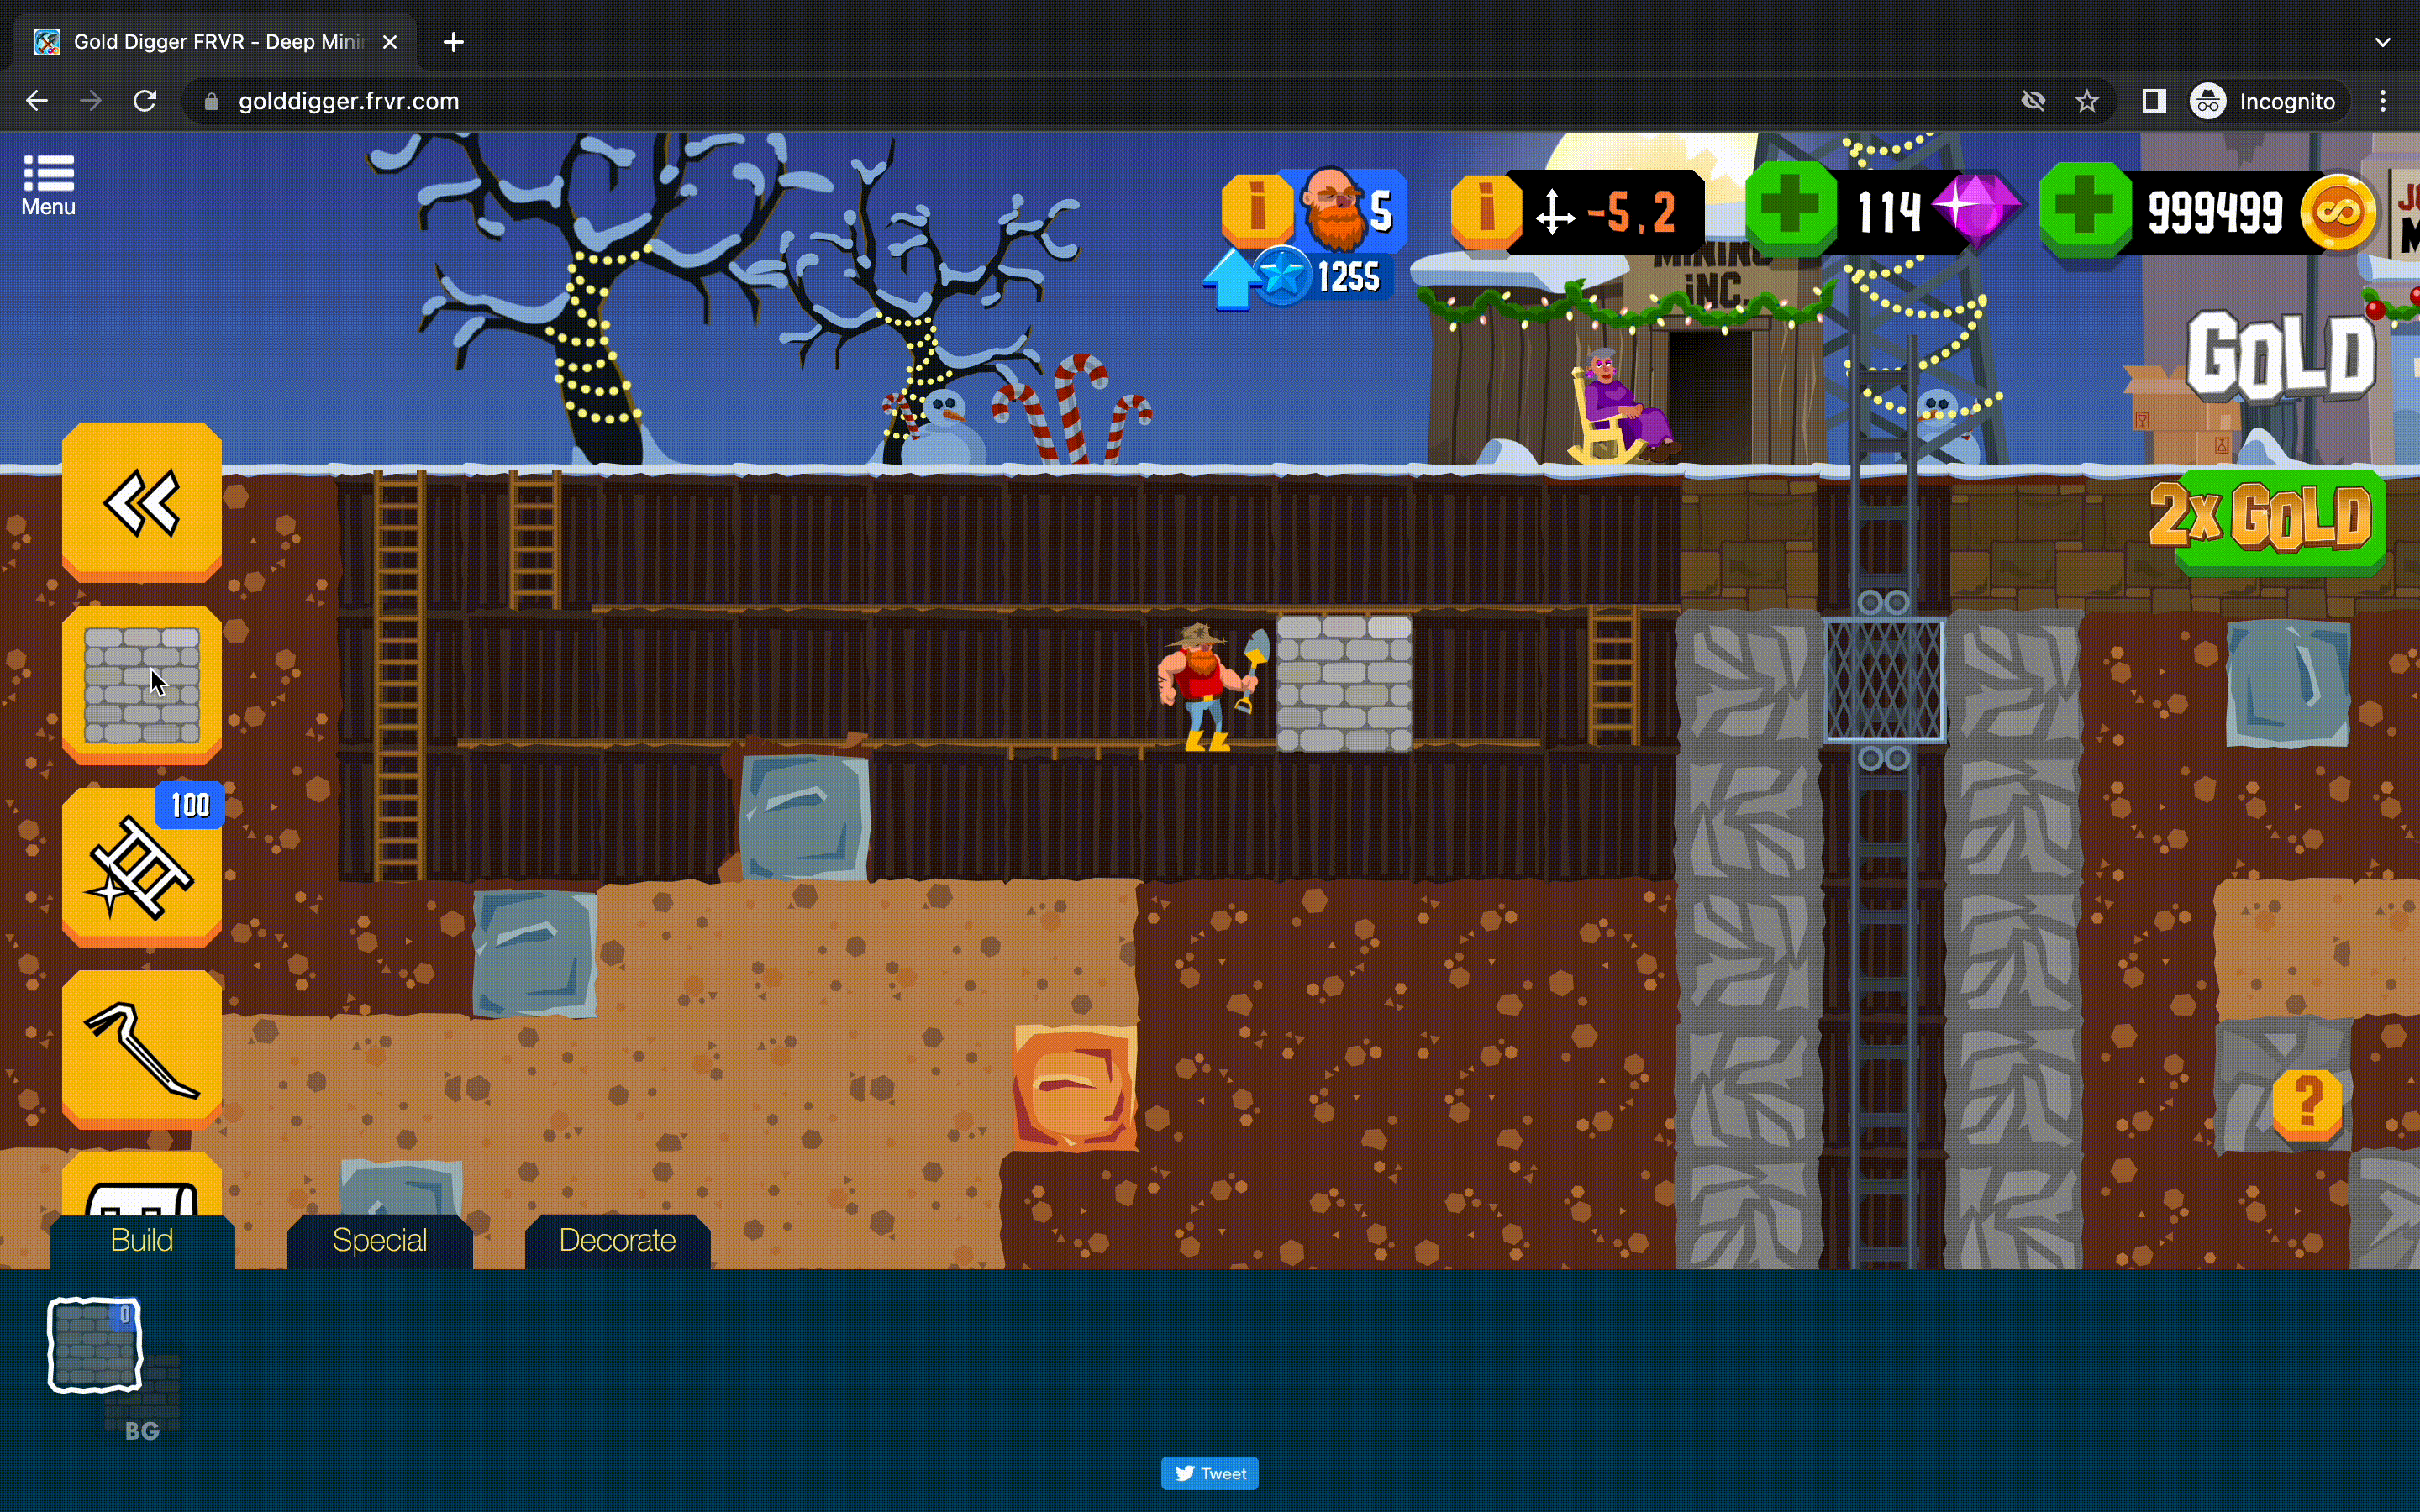 Gold Digger FRVR - Deep Minin
golddigger.frvr.com
Incognito
Menu
5
-5,2
114
999499
1255
MINING
INC.
GOLD
2x GOLD
100
?
Build
Special
Decorate
0
BG
Tweet